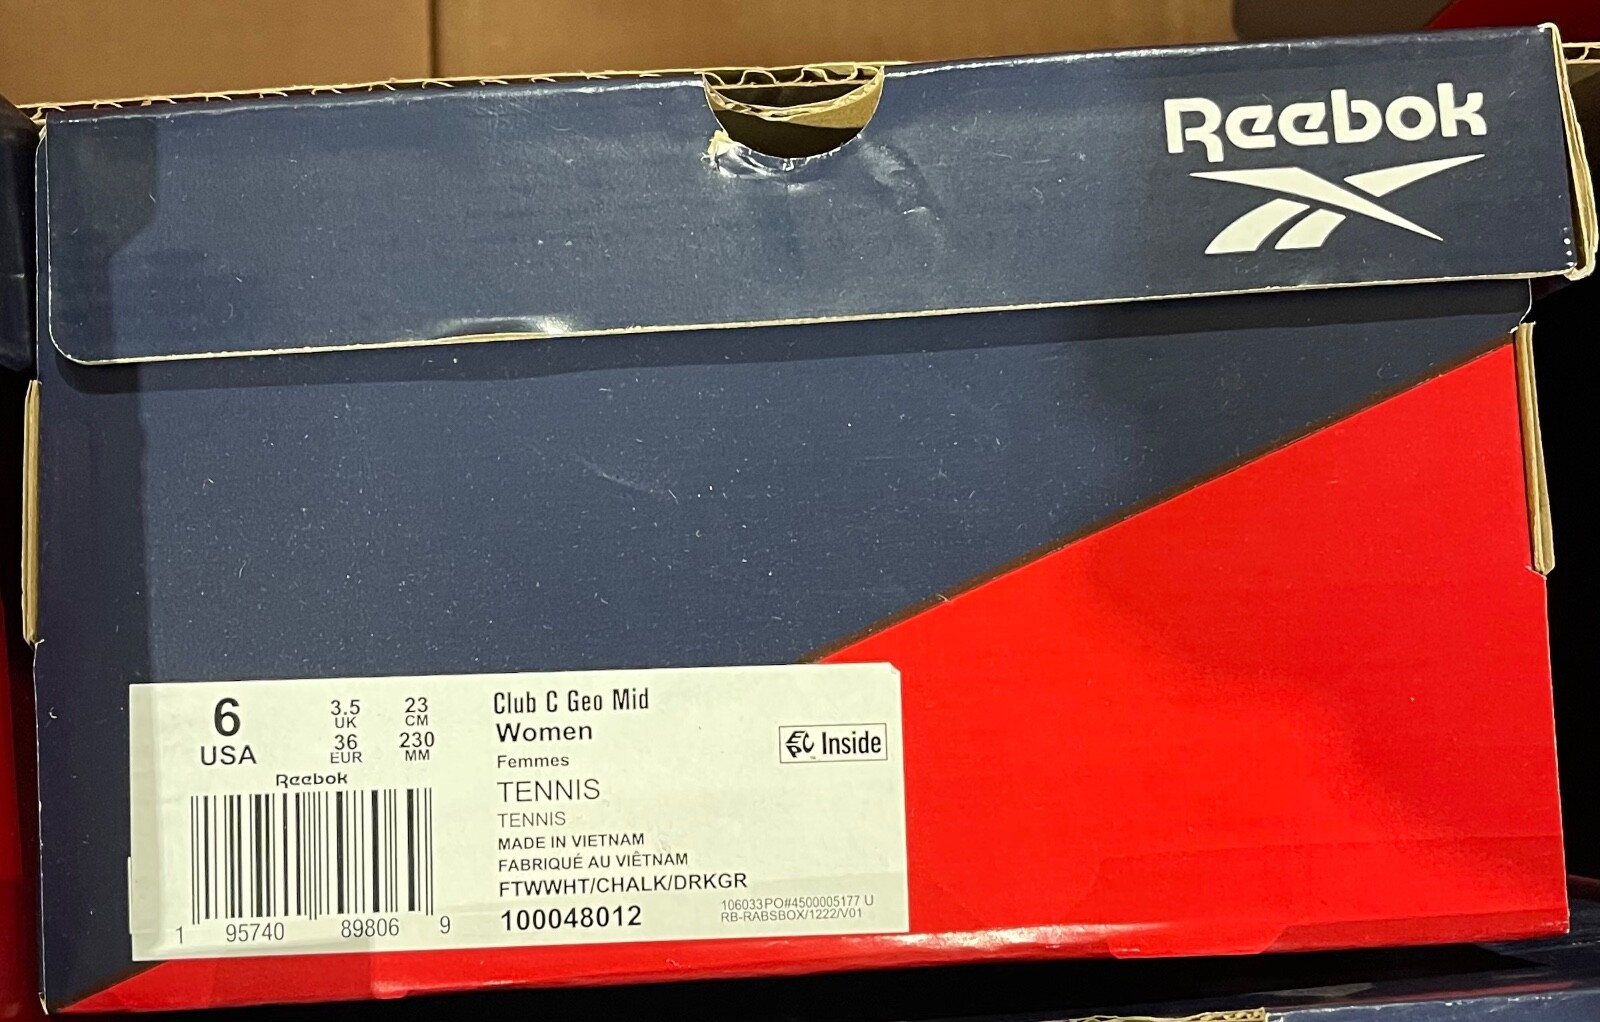 Reebok
6
USA
3.5
UK
36
EUR
23
CM
230
MM
Reebok
1 95740 89806 9
Club C Geo Mid
Women
Femmes
TENNIS
TENNIS
MADE IN VIETNAM
FABRIQUÉ AU VIÊTNAM
FTWWHT/CHALK/DRKGR
100048012
EC Inside
106033PO#4500005177 U
RB-RABSBOX/1222/V01